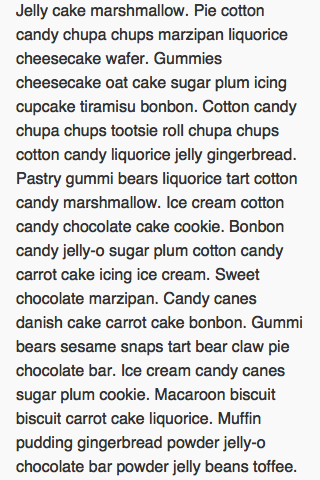 Jelly cake marshmallow. Pie cotton
candy chupa chups marzipan liquorice
cheesecake wafer. Gummies
cheesecake oat cake sugar plum icing
cupcake tiramisu bonbon. Cotton candy
chupa chups tootsie roll chupa chups
cotton candy liquorice jelly gingerbread.
Pastry gummi bears liquorice tart cotton
candy marshmallow. Ice cream cotton
candy chocolate cake cookie. Bonbon
candy jelly-o sugar plum cotton candy
carrot cake icing ice cream. Sweet
chocolate marzipan. Candy canes
danish cake carrot cake bonbon. Gummi
bears sesame snaps tart bear claw pie
chocolate bar. Ice cream candy canes
sugar plum cookie. Macaroon biscuit
biscuit carrot cake liquorice. Muffin
pudding gingerbread powder jelly-o
chocolate bar powder jelly beans toffee.